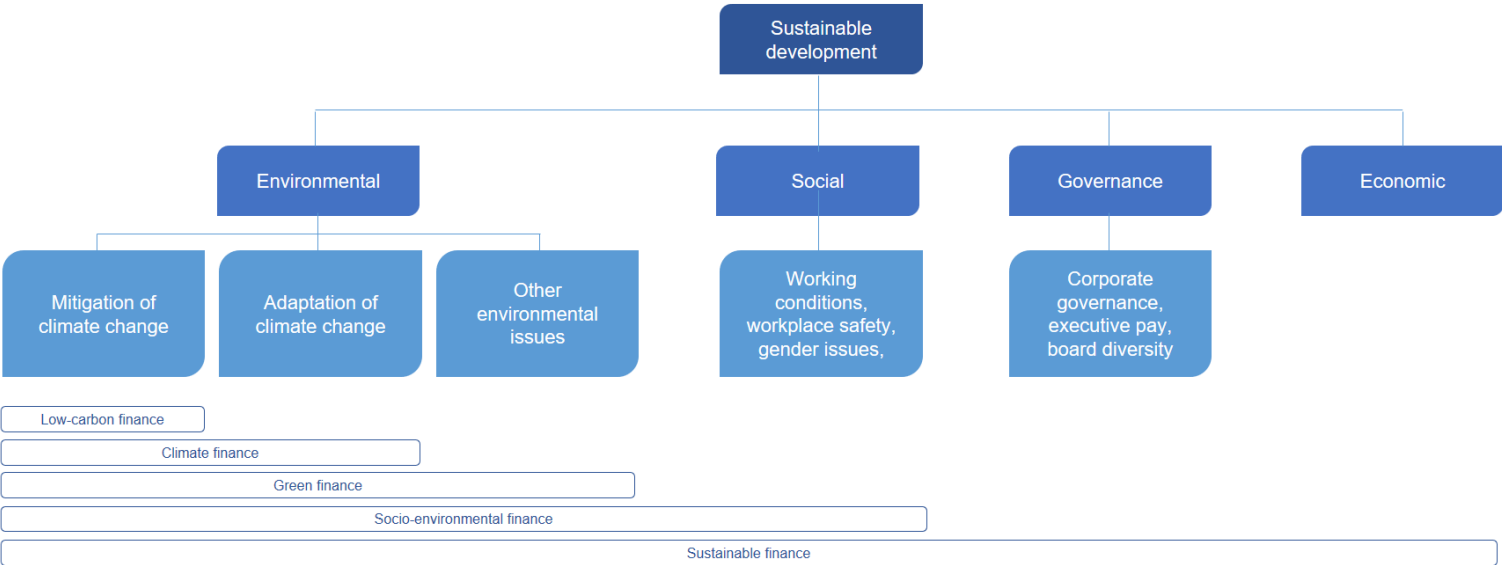 Sustainable
development
Environmental
Social
Governance
Economic
Mitigation of
climate change
Adaptation of
climate change
Other
environmental
issues
Working
conditions,
workplace safety,
gender issues,
Corporate
governance,
executive pay,
board diversity
Low-carbon finance
Climate finance
Green finance
Socio-environmental finance
Sustainable finance